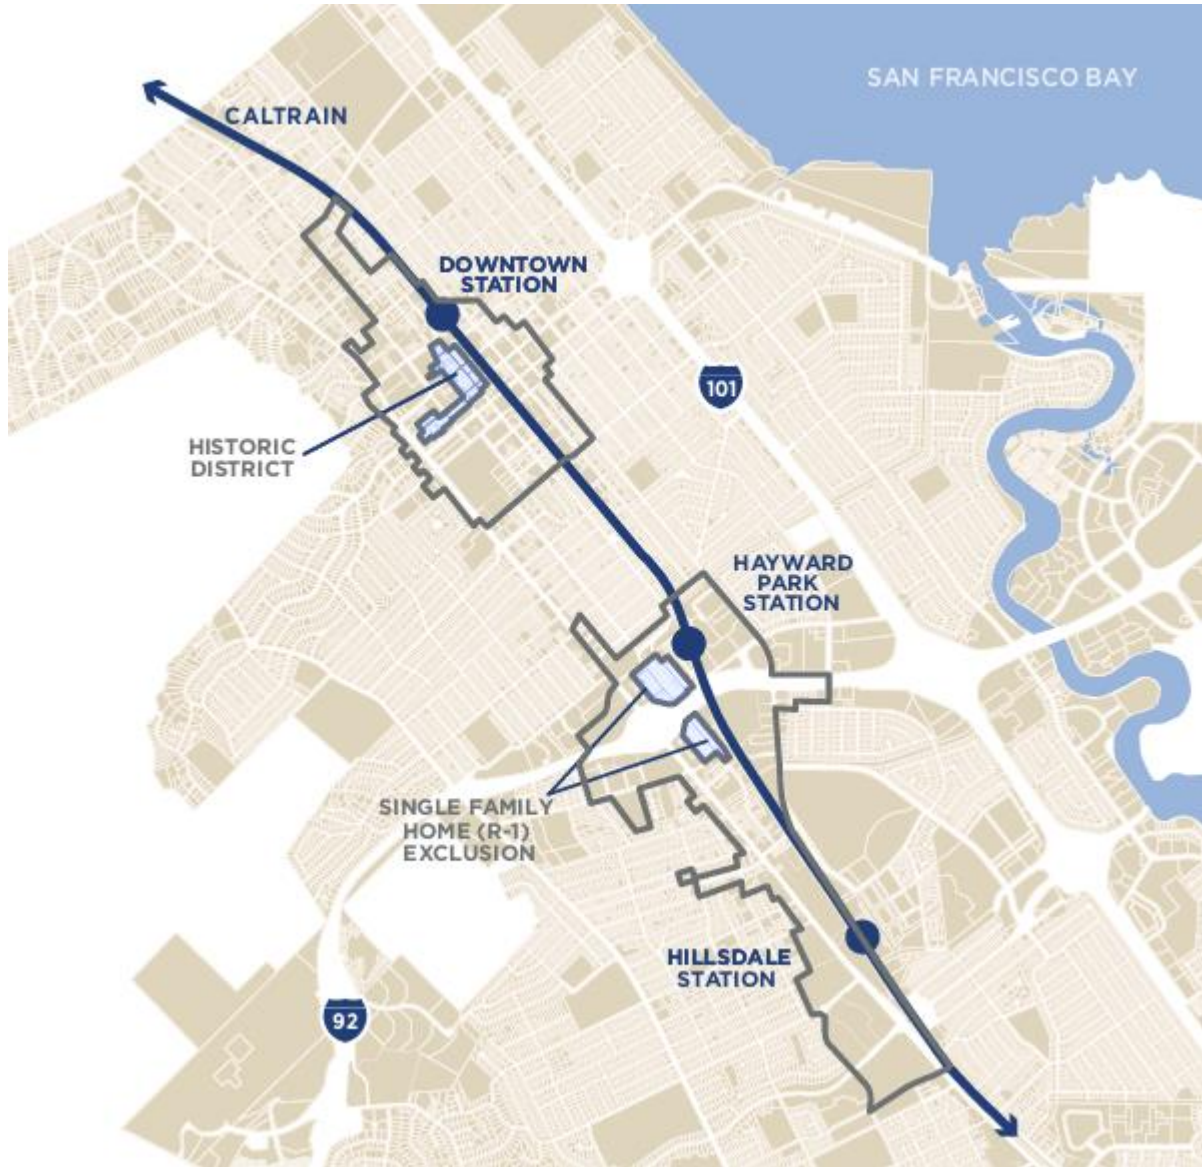 SAN FRANCISCO BAY
CALTRAIN
DOWNTOWN
STATION
101
HISTORIC
DISTRICT
HAYWARD
PARK
STATION
SINGLE FAMILY
HOME (R-1)
EXCLUSION
HILLSDALE
STATION
92